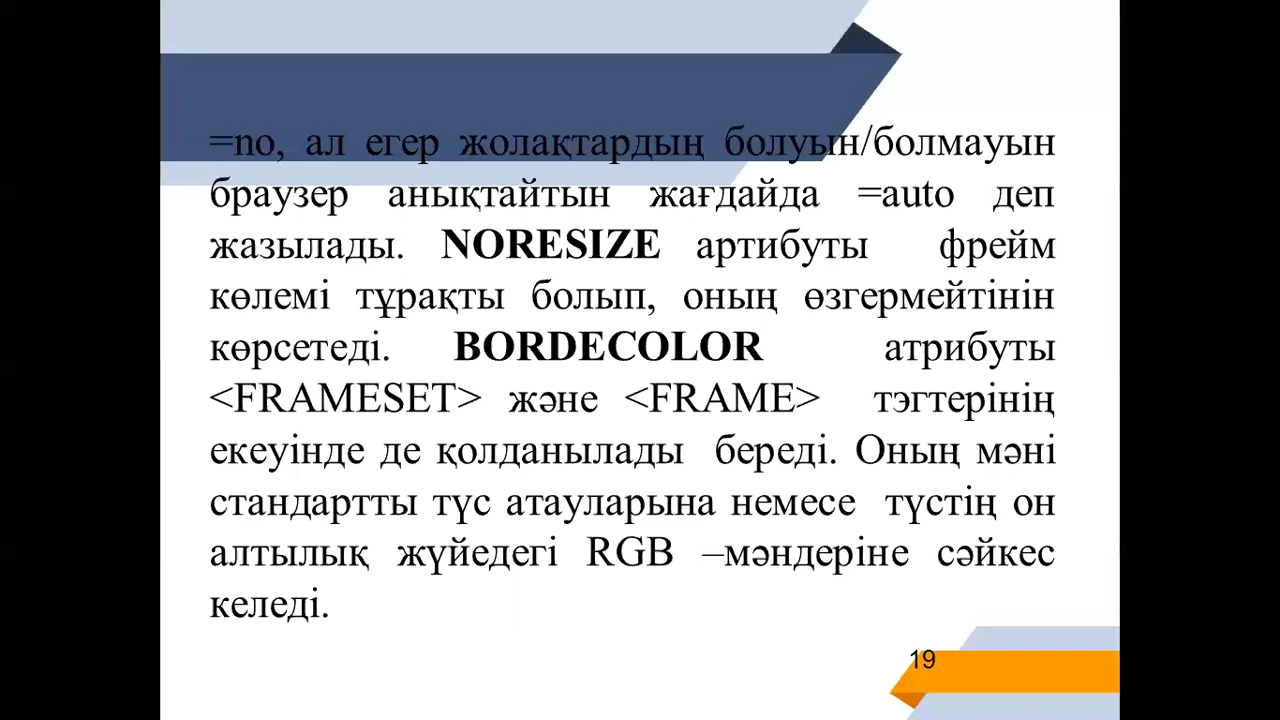 =no, ал егер жолақтардың болуын/болмауын
браузер анықтайтын жағдайда =auto деп
жазылады. NORESIZE артибуты фрейм
көлемі тұрақты болып, оның өзгермейтінін
көрсетеді. BORDECOLOR атрибуты
<FRAMESET> және <FRAME> тэгтерінің
екеуінде де қолданылады береді. Оның мәні
стандартты түс атауларына немесе түстің он
алтылық жүйедегі RGB –мәндеріне сәйкес
келеді.
19